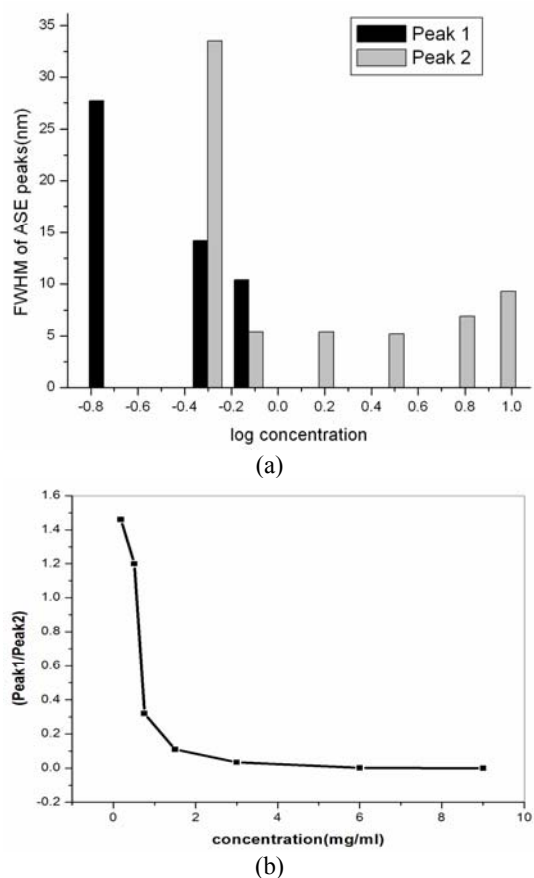 35
30
25
20
15
10
5
0
FWHM of ASE peaks(nm)
Peak 1
Peak 2
-0.8 -0.6 -0.4 -0.2 0.0 0.2 0.4 0.6 0.8 1.0
log concentration
(a)
1.6
1.4
1.2
1.0
0.8
0.6
0.4
0.2
0.0
-0.2
(Peak1/Peak2)
0 2 4 6 8 10
concentration(mg/ml)
(b)